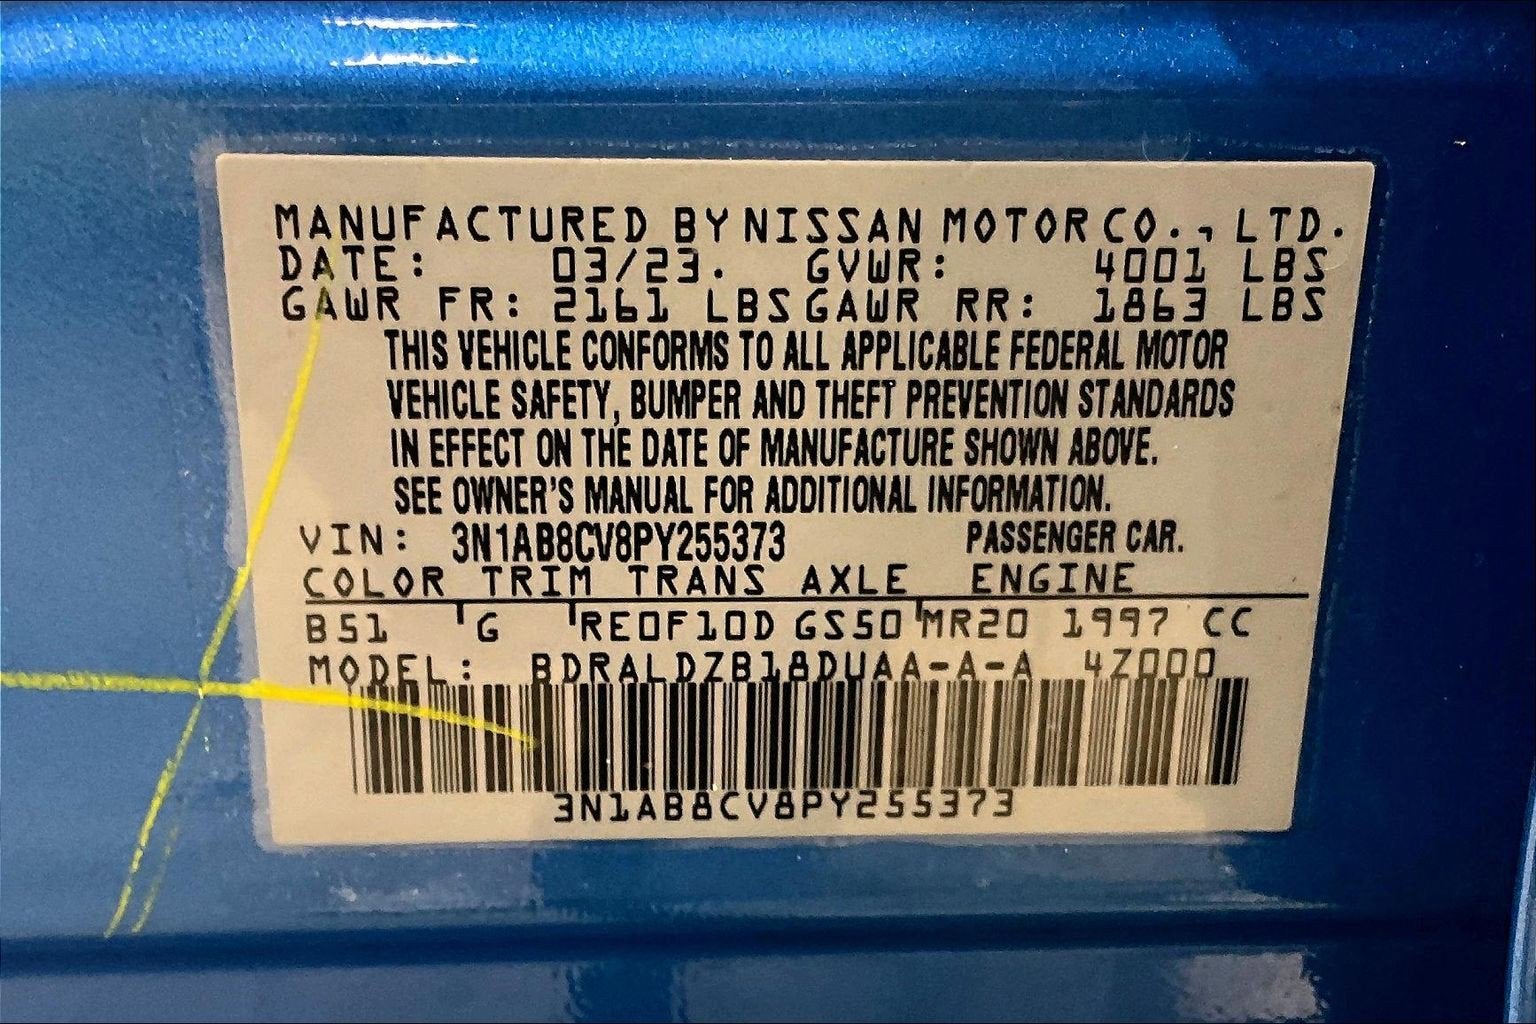 MANUFACTURED BY NISSAN MOTOR CO., LTD.
DATE: 03/23. GVWR: 4001 LBS
GAWR FR: 2161 LBS GAWR RR: 1863 LBS
THIS VEHICLE CONFORMS TO ALL APPLICABLE FEDERAL MOTOR
VEHICLE SAFETY, BUMPER AND THEFT PREVENTION STANDARDS
IN EFFECT ON THE DATE OF MANUFACTURE SHOWN ABOVE.
SEE OWNER'S MANUAL FOR ADDITIONAL INFORMATION.
VIN: 3N1AB8CV8PY255373 PASSENGER CAR.
COLOR TRIM TRANS AXLE ENGINE
B51 G RE0F10D GS50 MR20 1997 CC
MODEL: BDRALDZB18DUAA-A-A 4Z000
3N1AB8CV8PY255373